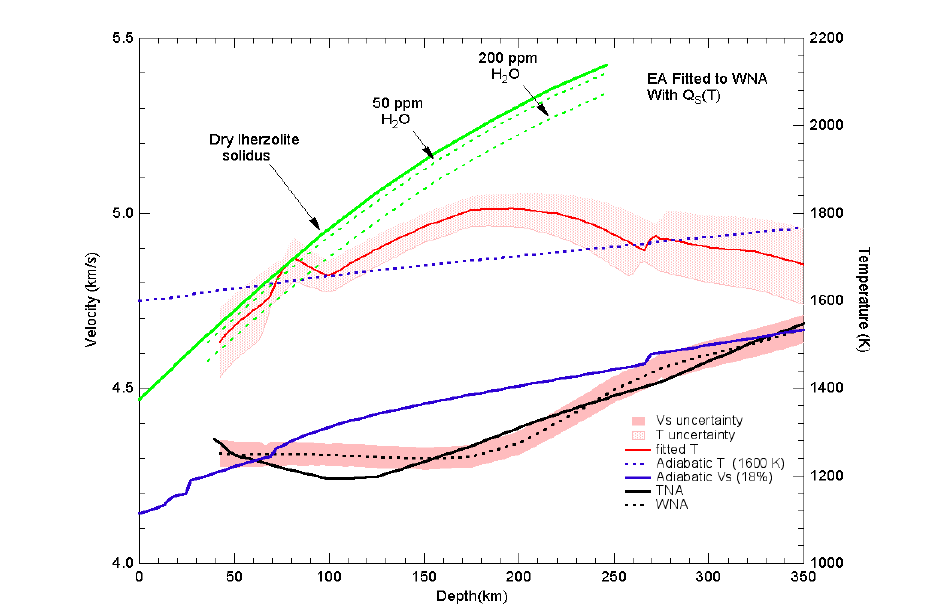 5.5
5.0
4.5
4.0
Velocity (km/s)
2200
2000
1800
1600
1400
1200
1000
Temperature (K)
0
50
100
150
200
250
300
350
Depth(km)
200 ppm
H2O
50 ppm
H2O
Dry lherzolite
solidus
EA Fitted to WNA
With QS(T)
Vs uncertainty
T uncertainty
fitted T
Adiabatic T (1600 K)
Adiabatic Vs (18%)
TNA
WNA